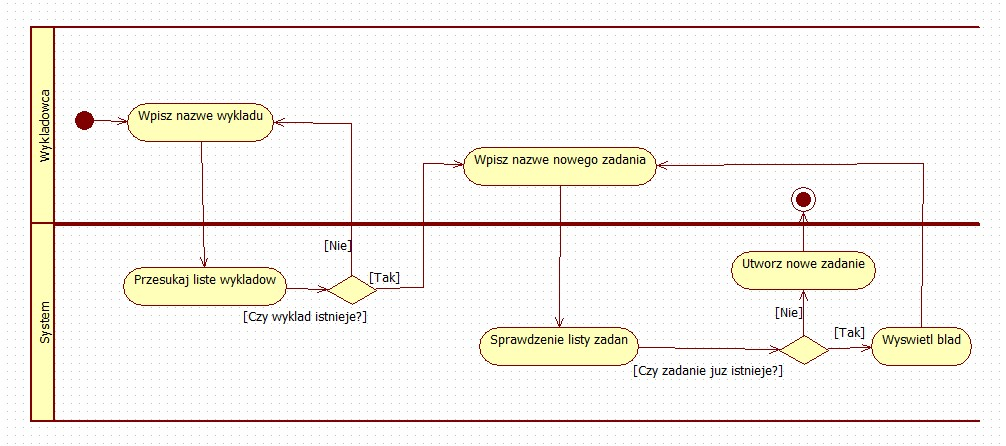 Wykladowca
Wpisz nazwe wykladu
Wpisz nazwe nowego zadania
System
[Nie]
Przesukaj liste wykladow
[Tak]
[Czy wyklad istnieje?]
Utworz nowe zadanie
[Nie]
Sprawdzenie listy zadan
[Tak]
Wyswietl blad
[Czy zadanie juz istnieje?]